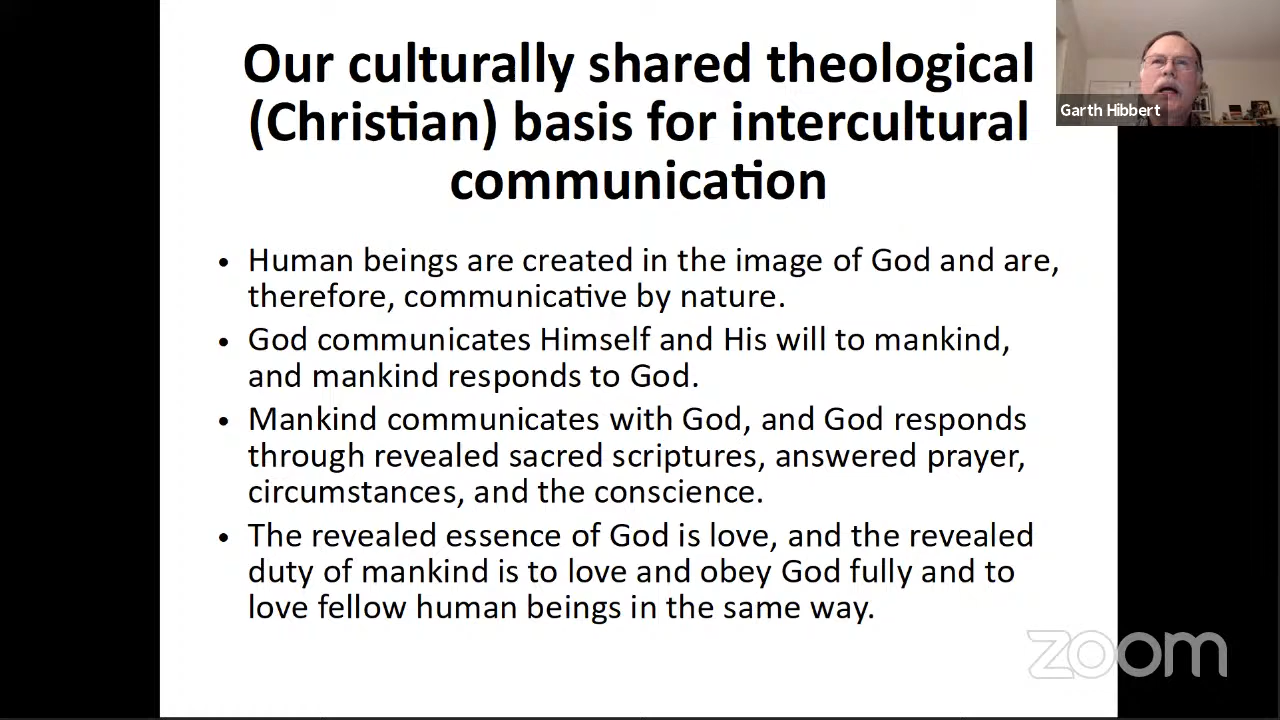 Our culturally shared theological
(Christian) basis for intercultural
communication
Garth Hibbert
• Human beings are created in the image of God and are,
therefore, communicative by nature.
• God communicates Himself and His will to mankind,
and mankind responds to God.
• Mankind communicates with God, and God responds
through revealed sacred scriptures, answered prayer,
circumstances, and the conscience.
• The revealed essence of God is love, and the revealed
duty of mankind is to love and obey God fully and to
love fellow human beings in the same way.
zoom